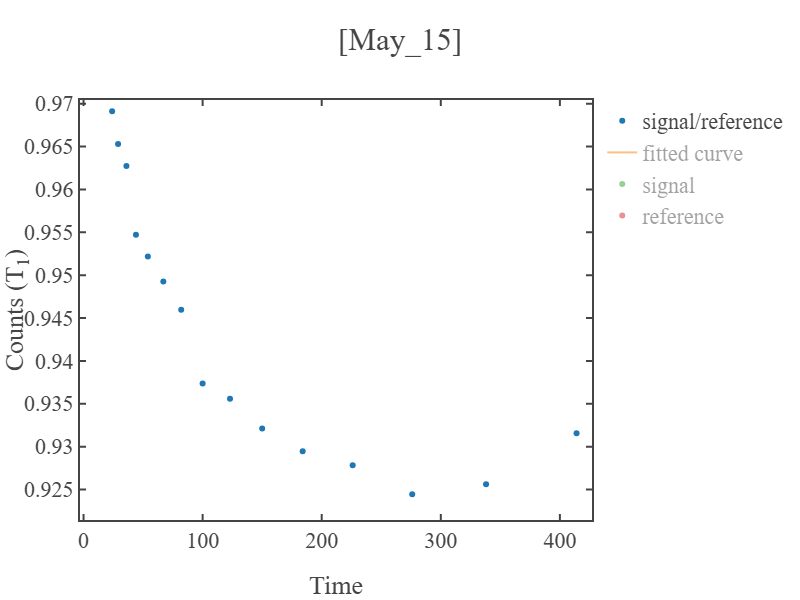 [May_15]
0.97
0.965
0.96
0.955
0.95
0.945
0.94
0.935
0.93
0.925
Counts (T1)
0 100 200 300 400
Time
signal/reference
fitted curve
signal
reference